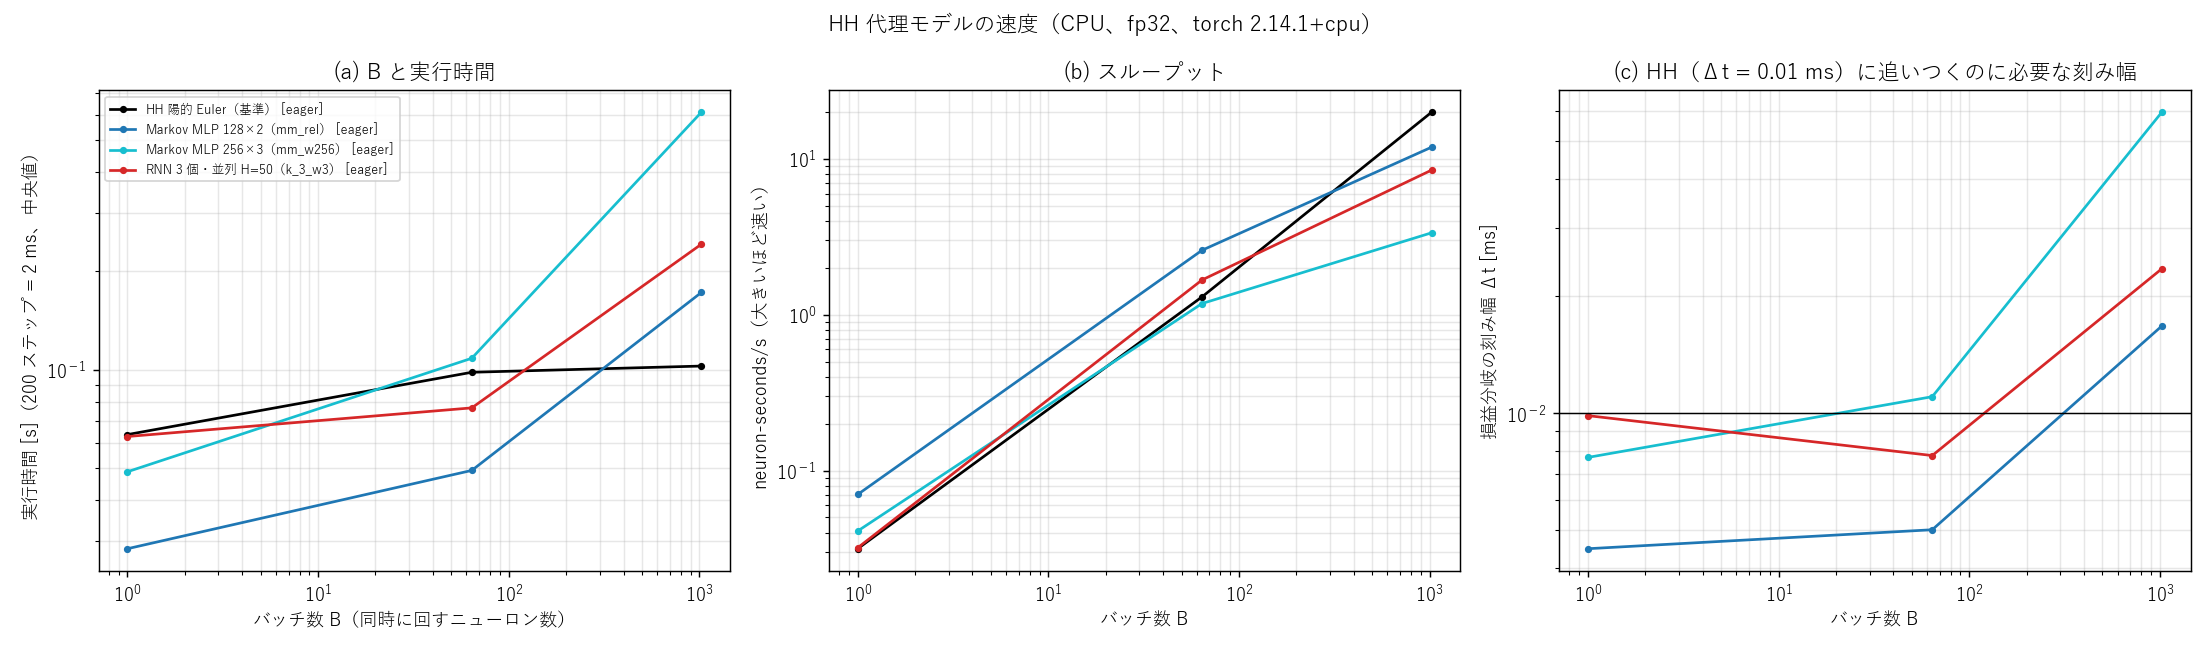 HH 代理モデルの速度（CPU、fp32、torch 2.14.1+cpu）
(a) B と実行時間
実行時間 [s]（200 ステップ = 2 ms、中央値）
HH 陽的 Euler（基準） [eager]
Markov MLP 128×2（mm_rel） [eager]
Markov MLP 256×3（mm_w256） [eager]
RNN 3 個・並列 H=50（k_3_w3） [eager]
10⁻¹
10⁰ 10¹ 10² 10³
バッチ数 B（同時に回すニューロン数）
(b) スループット
neuron-seconds/s（大きいほど速い）
10¹
10⁰
10⁻¹
10⁰ 10¹ 10² 10³
バッチ数 B
(c) HH（Δt = 0.01 ms）に追いつくのに必要な刻み幅
損益分岐の刻み幅 Δt [ms]
10⁻²
10⁰ 10¹ 10² 10³
バッチ数 B